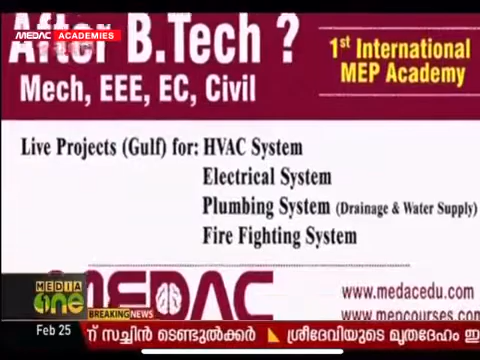 MEDAC ACADEMIES
After B.Tech ?
Mech, EEE, EC, Civil
1st International
MEP Academy
Live Projects (Gulf) for: HVAC System
Electrical System
Plumbing System (Drainage & Water Supply)
Fire Fighting System
MEDAC
www.medacedu.com
www.mepcourses.com
MEDIA
one
BREAKING NEWS
Feb 25
സച്ചിൻ ടെണ്ടുൽക്കർ
ശ്രീദേവിയുടെ മൃതദേഹം